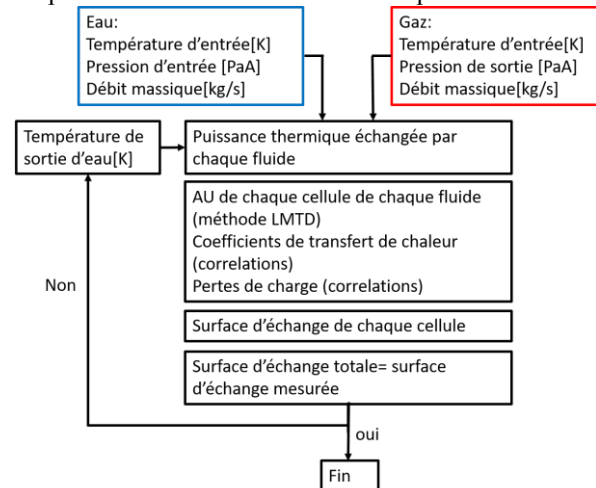 Eau:
Température d'entrée[K]
Pression d'entrée [PaA]
Débit massique[kg/s]
Gaz:
Température d'entrée[K]
Pression de sortie [PaA]
Débit massique[kg/s]
Température de
sortie d'eau[K]
Puissance thermique échangée par
chaque fluide
AU de chaque cellule de chaque fluide
(méthode LMTD)
Coefficients de transfert de chaleur
(correlations)
Pertes de charge (correlations)
Non
Surface d'échange de chaque cellule
Surface d'échange totale= surface
d'échange mesurée
oui
Fin